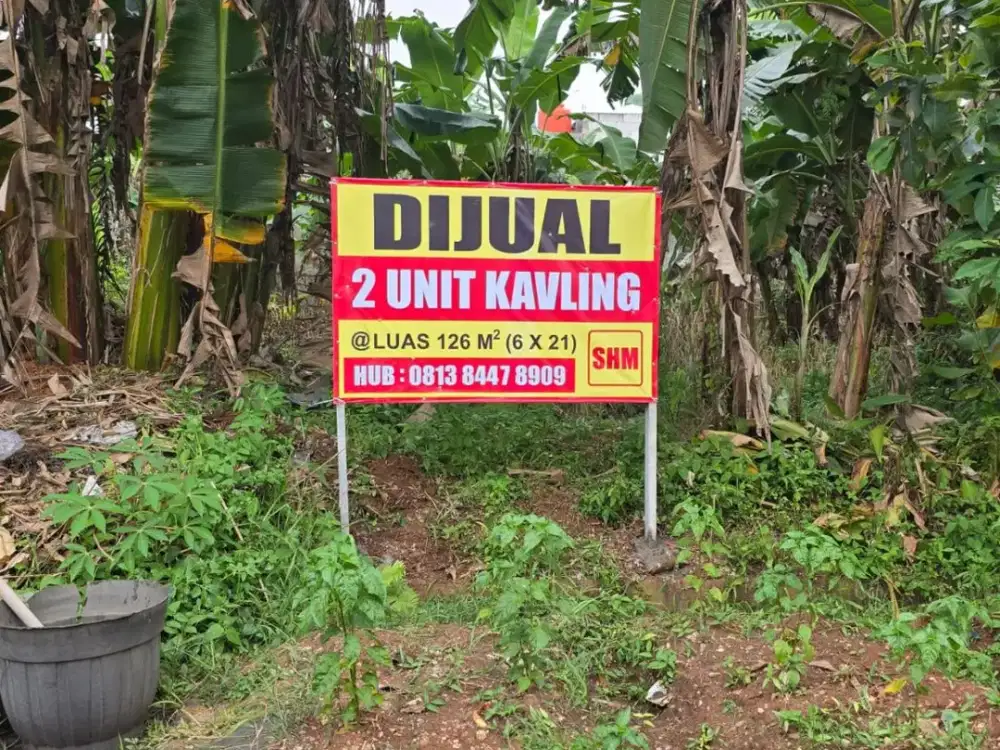 DIJUAL
2 UNIT KAVLING
@LUAS 126 M² (6 X 21)
SHM
HUB : 0813 8447 8909